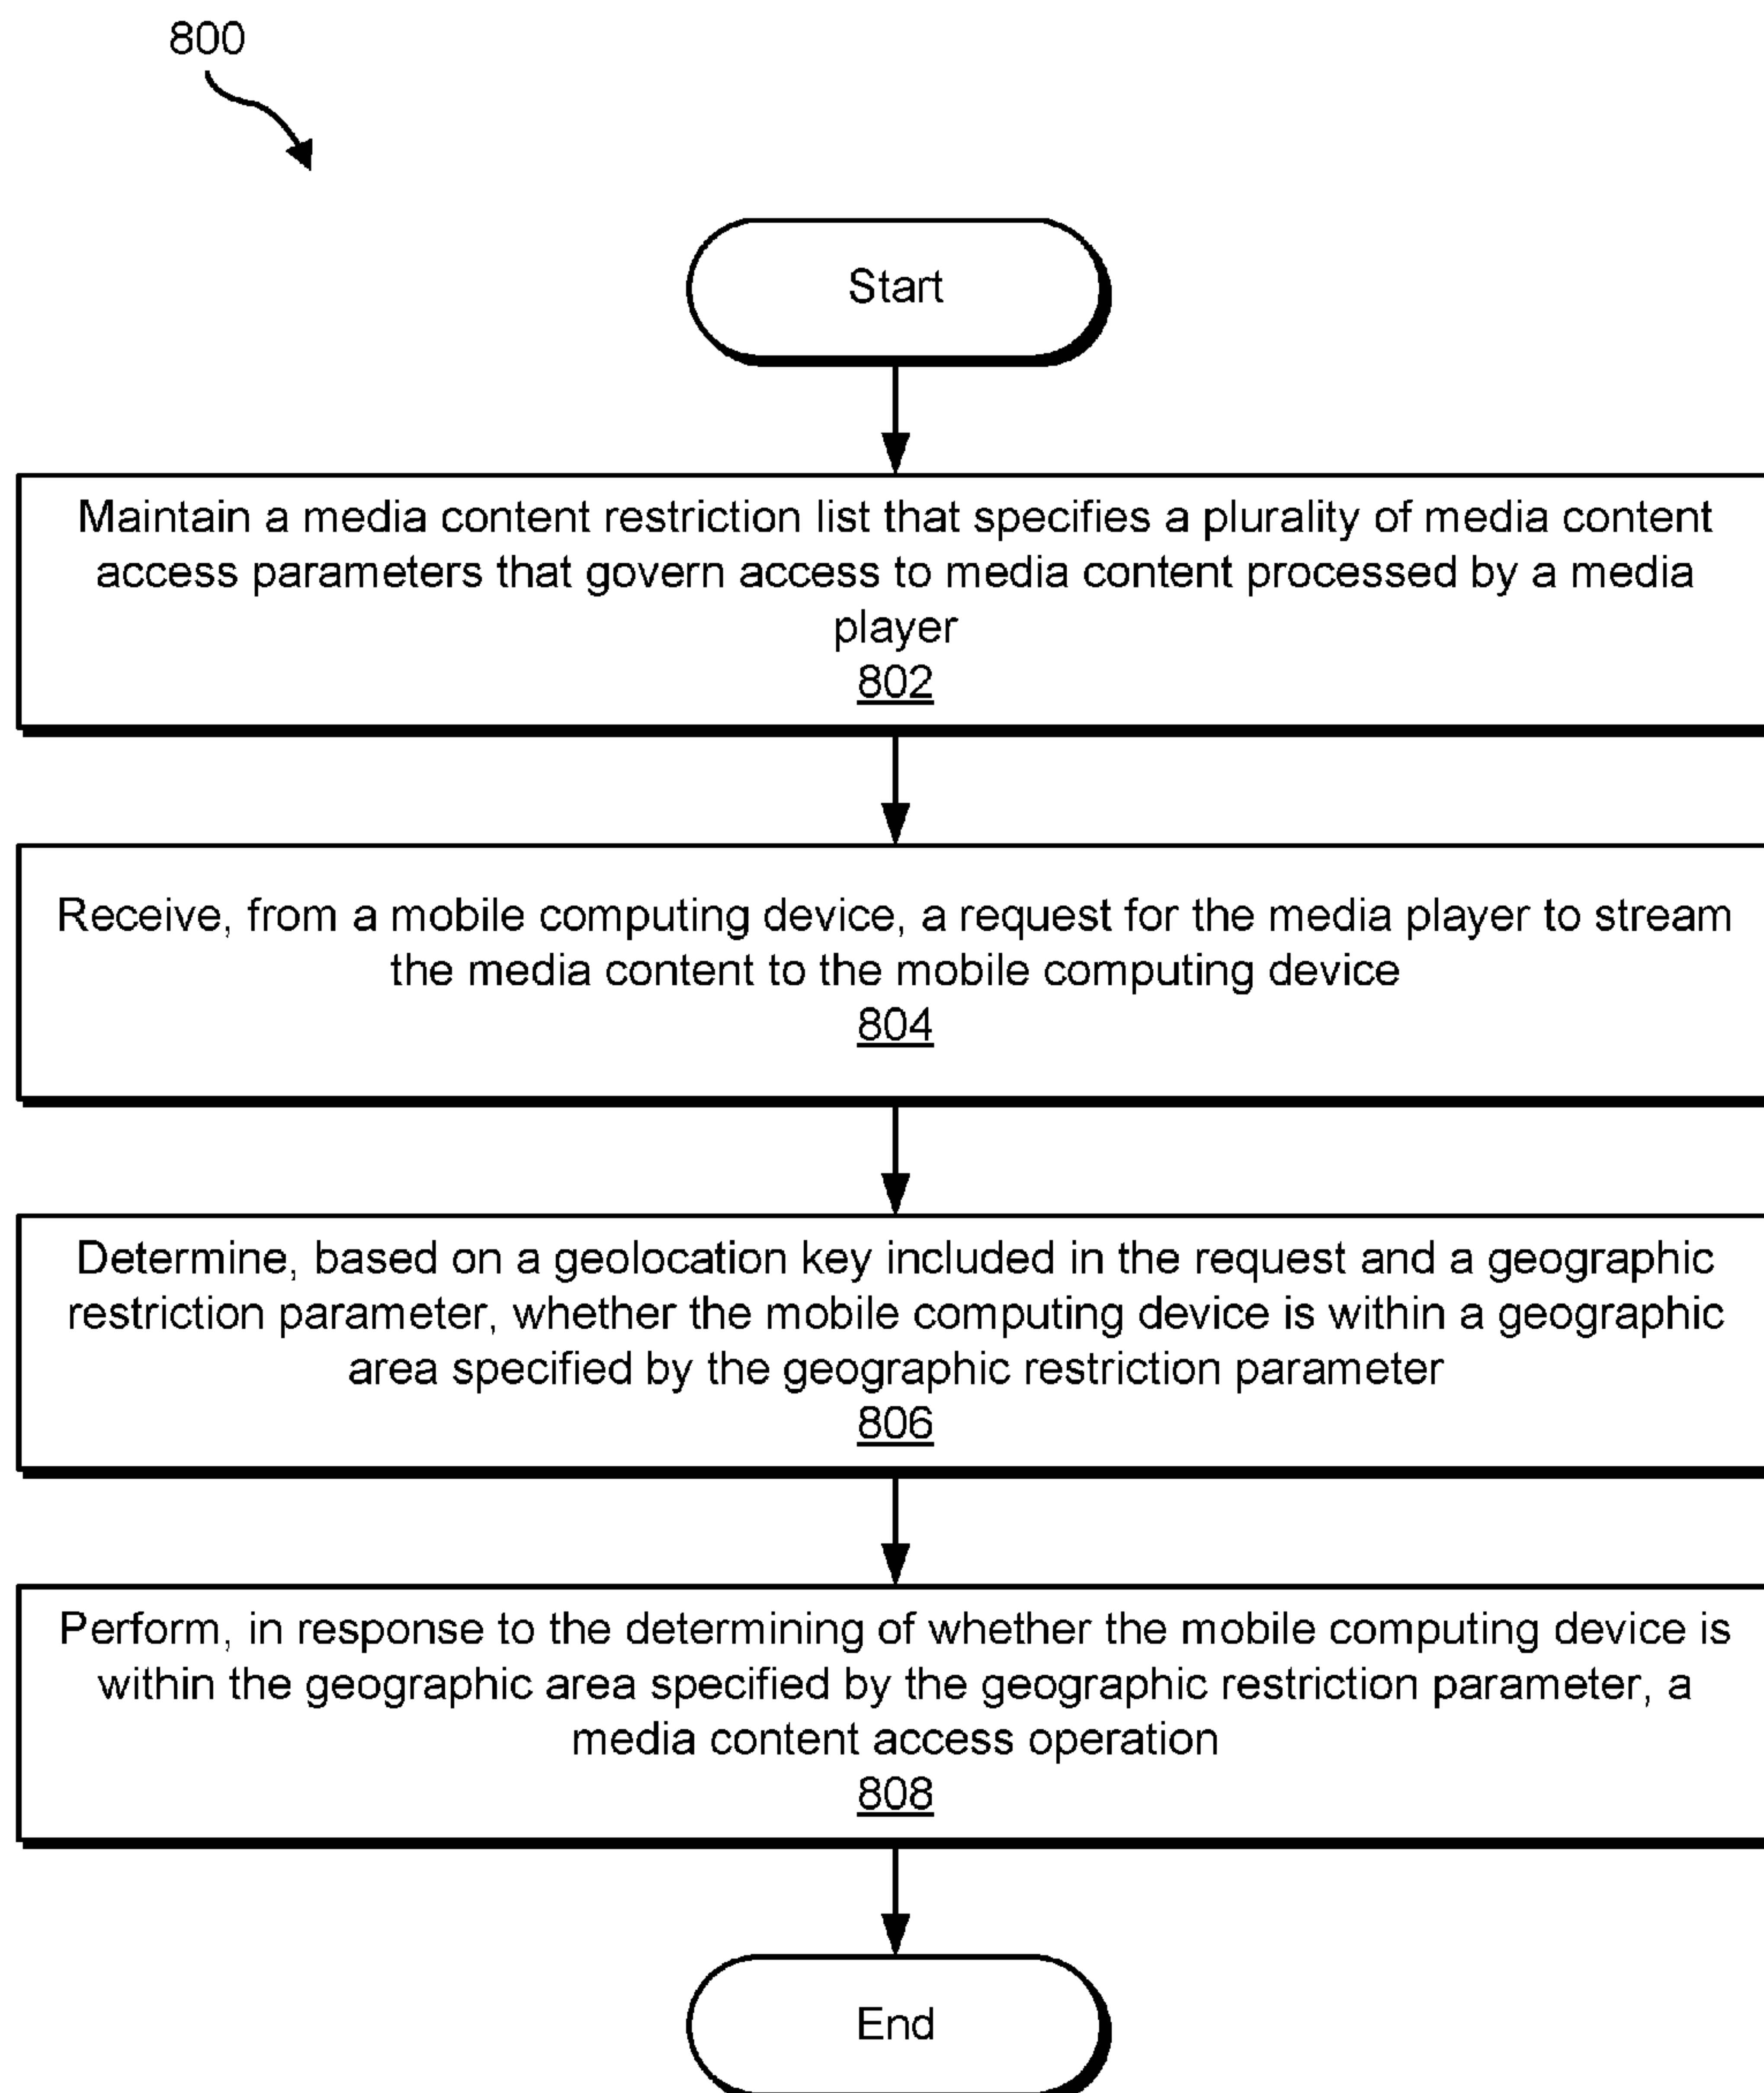 800
Start
Maintain a media content restriction list that specifies a plurality of media content
access parameters that govern access to media content processed by a media
player
802
Receive, from a mobile computing device, a request for the media player to stream
the media content to the mobile computing device
804
Determine, based on a geolocation key included in the request and a geographic
restriction parameter, whether the mobile computing device is within a geographic
area specified by the geographic restriction parameter
806
Perform, in response to the determining of whether the mobile computing device is
within the geographic area specified by the geographic restriction parameter, a
media content access operation
808
End